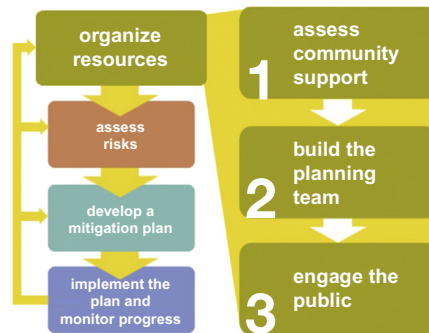 organize
resources
assess
risks
develop a
mitigation plan
implement the
plan and
monitor progress
1
assess
community
support
2
build the
planning
team
3
engage the
public